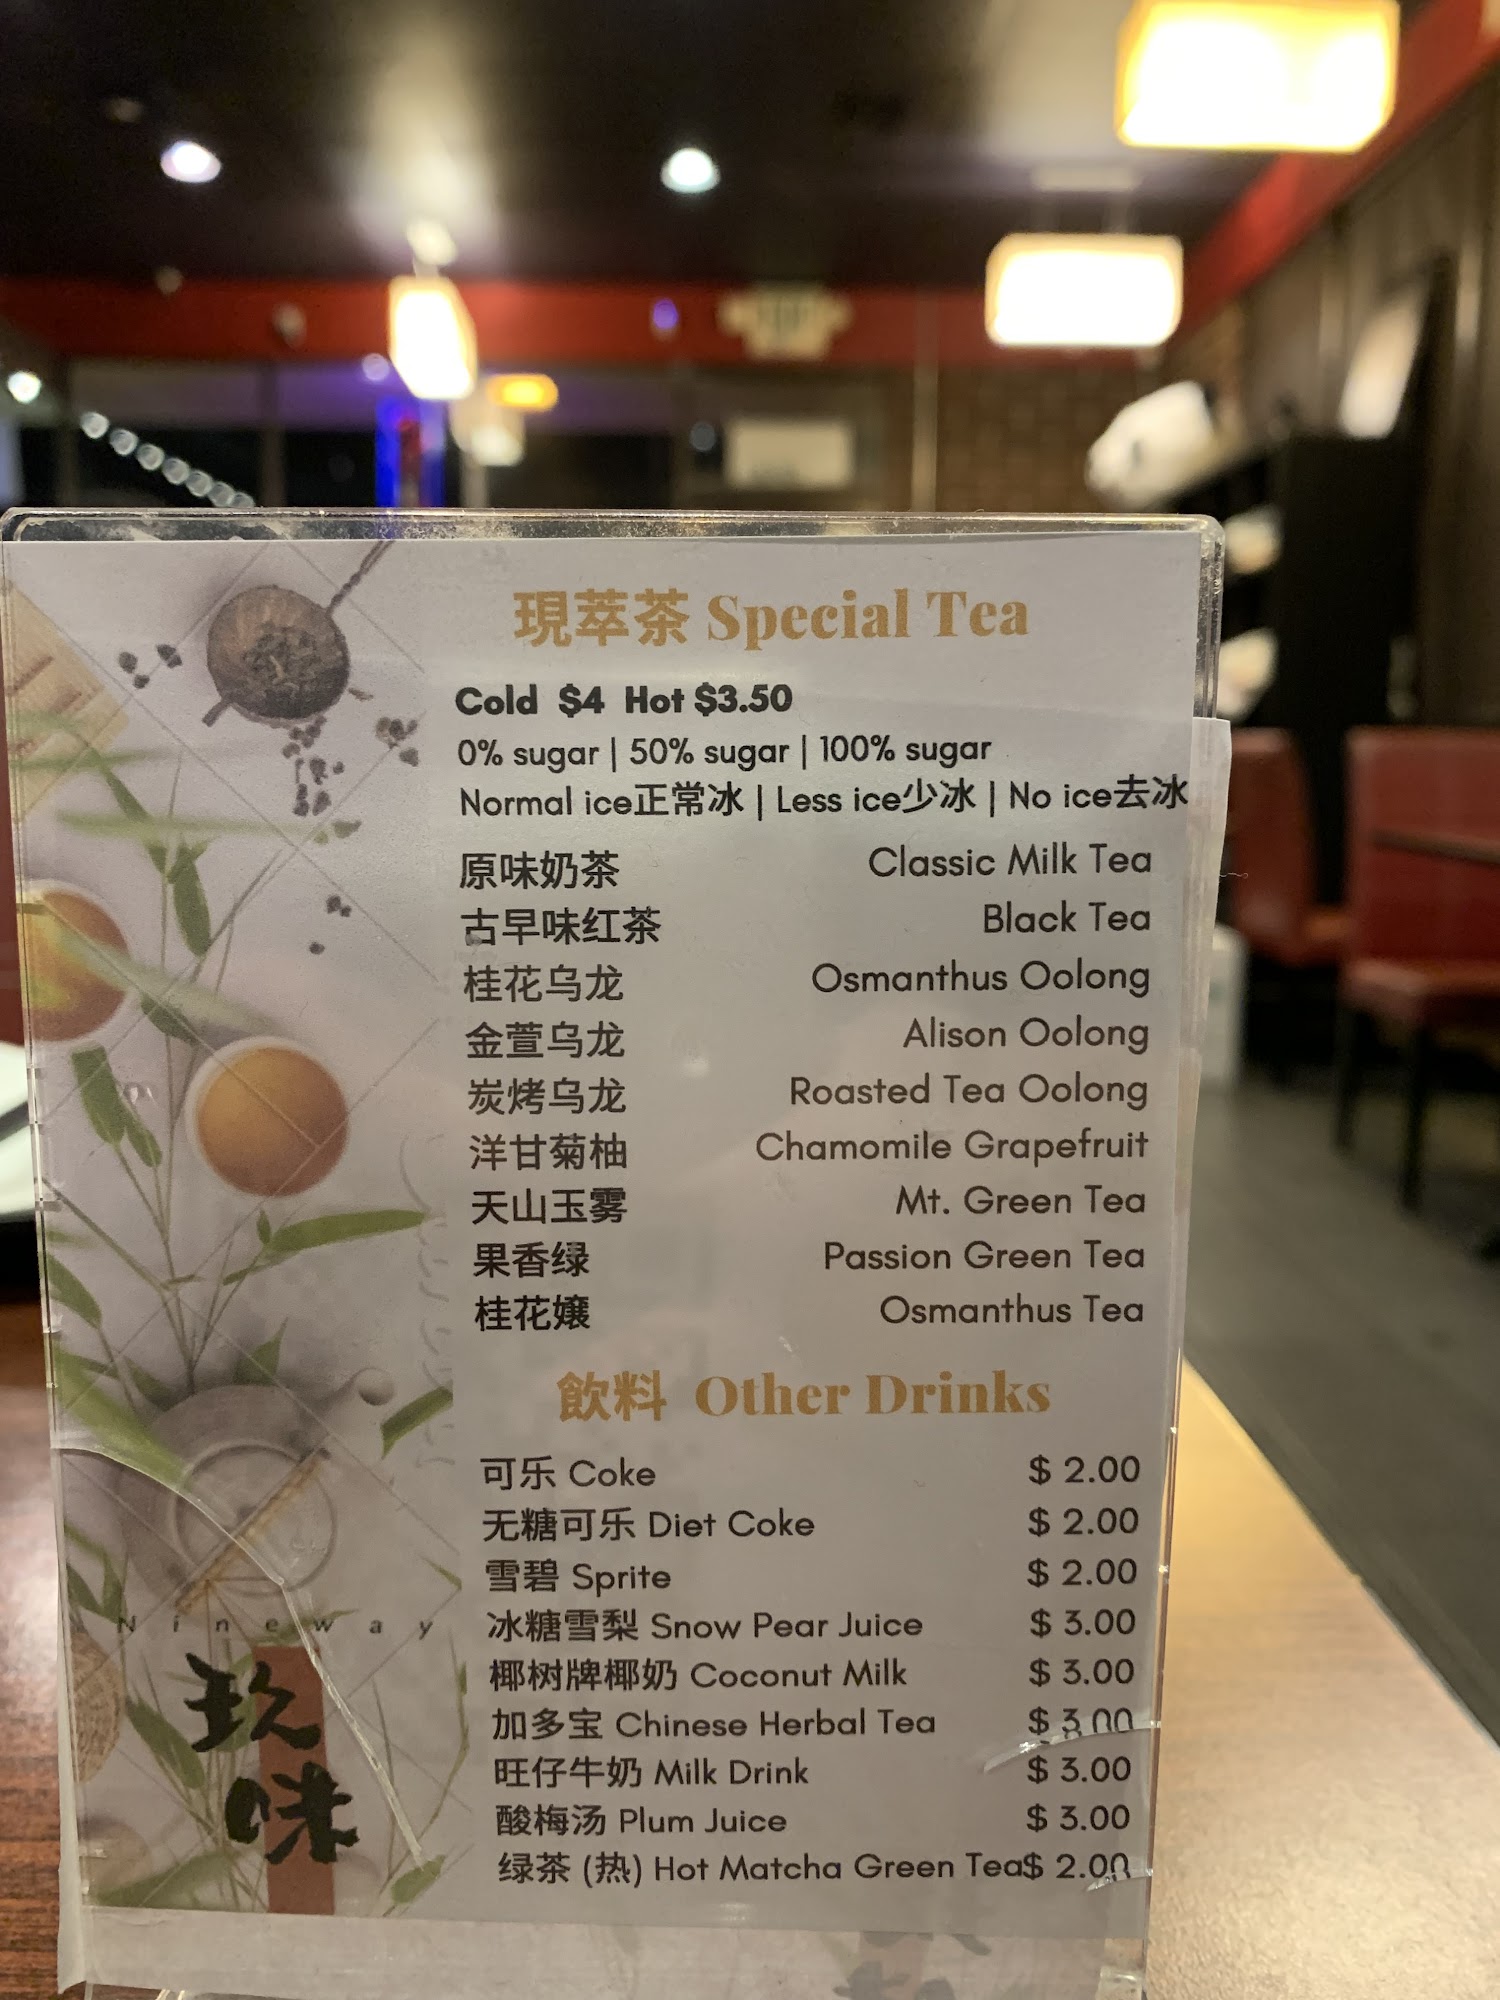 現萃茶 Special Tea
Cold $4 Hot $3.50
0% sugar | 50% sugar | 100% sugar
Normal ice正常冰 | Less ice少冰 | No ice去冰
原味奶茶 Classic Milk Tea
古早味红茶 Black Tea
桂花乌龙 Osmanthus Oolong
金萱乌龙 Alison Oolong
炭烤乌龙 Roasted Tea Oolong
洋甘菊柚 Chamomile Grapefruit
天山玉雾 Mt. Green Tea
果香绿 Passion Green Tea
桂花嬢 Osmanthus Tea
飲料 Other Drinks
可乐 Coke $ 2.00
无糖可乐 Diet Coke $ 2.00
雪碧 Sprite $ 2.00
冰糖雪梨 Snow Pear Juice $ 3.00
椰树牌椰奶 Coconut Milk $ 3.00
加多宝 Chinese Herbal Tea $ 3.00
旺仔牛奶 Milk Drink $ 3.00
酸梅汤 Plum Juice $ 3.00
绿茶 (热) Hot Matcha Green Tea$ 2.00
Nineway
玖
味